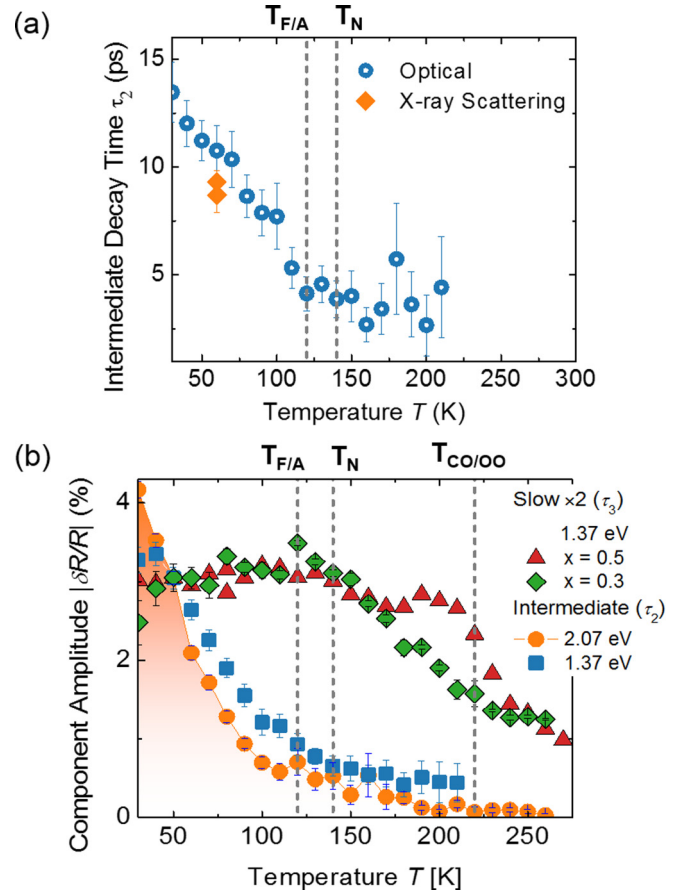 (a)
T_F/A T_N
15
10
5
Intermediate Decay Time τ₂ (ps)
Optical
X-ray Scattering
50 100 150 200 250 300
Temperature T (K)
(b)
T_F/A T_N T_CO/OO
4
2
0
Component Amplitude |δR/R| (%)
Slow ×2 (τ₃)
1.37 eV
x = 0.5
x = 0.3
Intermediate (τ₂)
2.07 eV
1.37 eV
50 100 150 200 250
Temperature T [K]